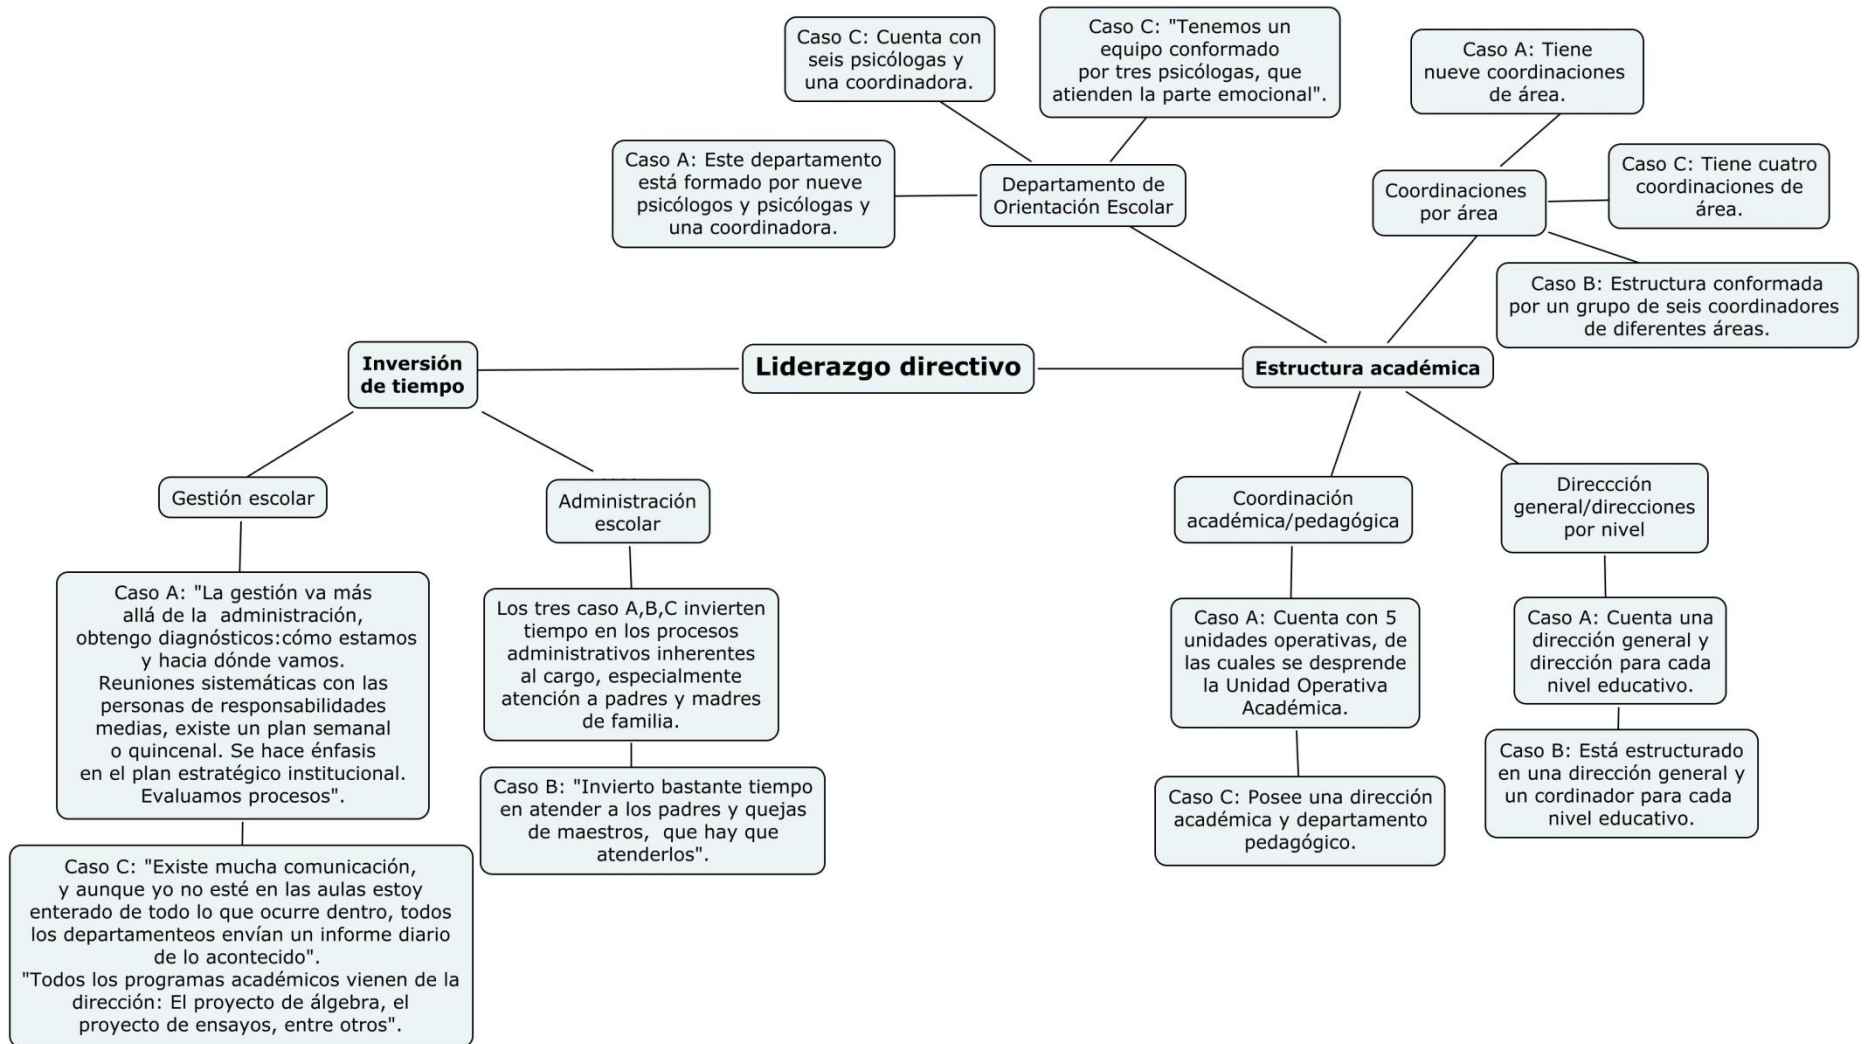 Caso C: Cuenta con
seis psicólogas y
una coordinadora.
Caso C: "Tenemos un
equipo conformado
por tres psicólogas, que
atienden la parte emocional".
Caso A: Tiene
nueve coordinaciones
de área.
Caso A: Este departamento
está formado por nueve
psicólogos y psicólogas y
una coordinadora.
Departamento de
Orientación Escolar
Coordinaciones
por área
Caso C: Tiene cuatro
coordinaciones de
área.
Caso B: Estructura conformada
por un grupo de seis coordinadores
de diferentes áreas.
Inversión
de tiempo
Liderazgo directivo
Estructura académica
Gestión escolar
Administración
escolar
Coordinación
académica/pedagógica
Direccción
general/direcciones
por nivel
Caso A: "La gestión va más
allá de la administración,
obtengo diagnósticos:cómo estamos
y hacia dónde vamos.
Reuniones sistemáticas con las
personas de responsabilidades
medias, existe un plan semanal
o quincenal. Se hace énfasis
en el plan estratégico institucional.
Evaluamos procesos".
Los tres caso A,B,C invierten
tiempo en los procesos
administrativos inherentes
al cargo, especialmente
atención a padres y madres
de familia.
Caso A: Cuenta con 5
unidades operativas, de
las cuales se desprende
la Unidad Operativa
Académica.
Caso A: Cuenta una
dirección general y
dirección para cada
nivel educativo.
Caso B: "Invierto bastante tiempo
en atender a los padres y quejas
de maestros, que hay que
atenderlos".
Caso C: Posee una dirección
académica y departamento
pedagógico.
Caso B: Está estructurado
en una dirección general y
un cordinador para cada
nivel educativo.
Caso C: "Existe mucha comunicación,
y aunque yo no esté en las aulas estoy
enterado de todo lo que ocurre dentro, todos
los departamenteos envían un informe diario
de lo acontecido".
"Todos los programas académicos vienen de la
dirección: El proyecto de álgebra, el
proyecto de ensayos, entre otros".